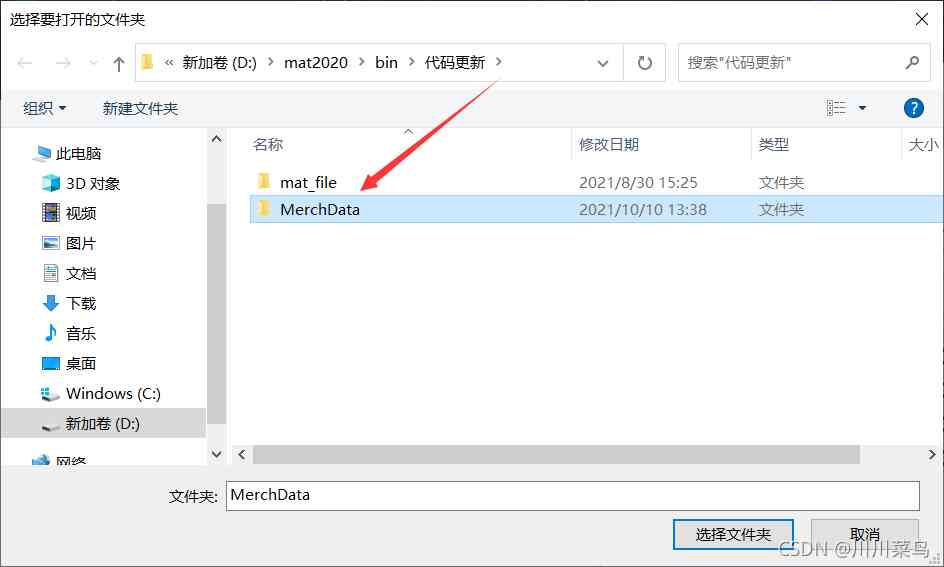 选择要打开的文件夹
« 新加卷 (D:) > mat2020 > bin > 代码更新 >
搜索"代码更新"
组织
新建文件夹
名称 修改日期 类型 大小
此电脑
3D 对象
视频
图片
文档
下载
音乐
桌面
Windows (C:)
新加卷 (D:)
网络
mat_file 2021/8/30 15:25 文件夹
MerchData 2021/10/10 13:38 文件夹
文件夹: MerchData
选择文件夹 取消
CSDN @川川菜鸟